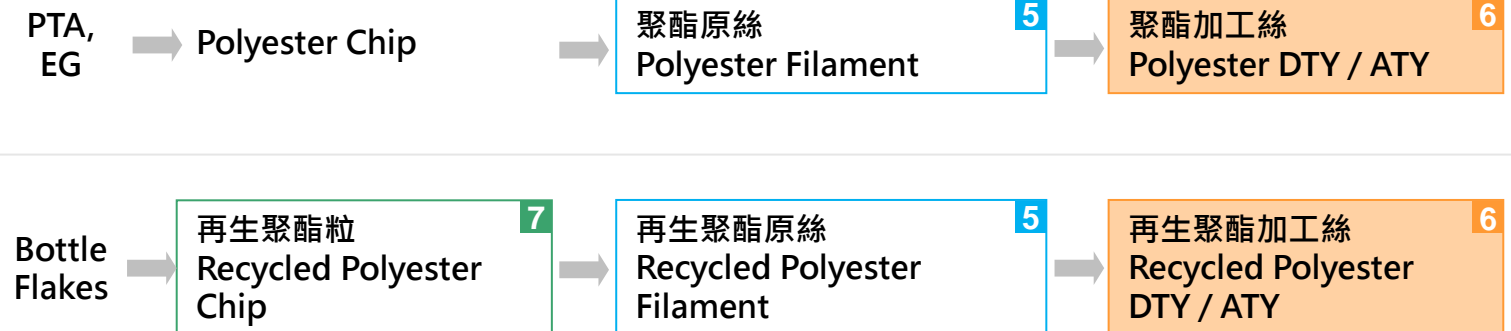 PTA,
EG
Polyester Chip
聚酯原絲
Polyester Filament
5
聚酯加工絲
Polyester DTY / ATY
6
Bottle
Flakes
再生聚酯粒
Recycled Polyester
Chip
7
再生聚酯原絲
Recycled Polyester
Filament
5
再生聚酯加工絲
Recycled Polyester
DTY / ATY
6